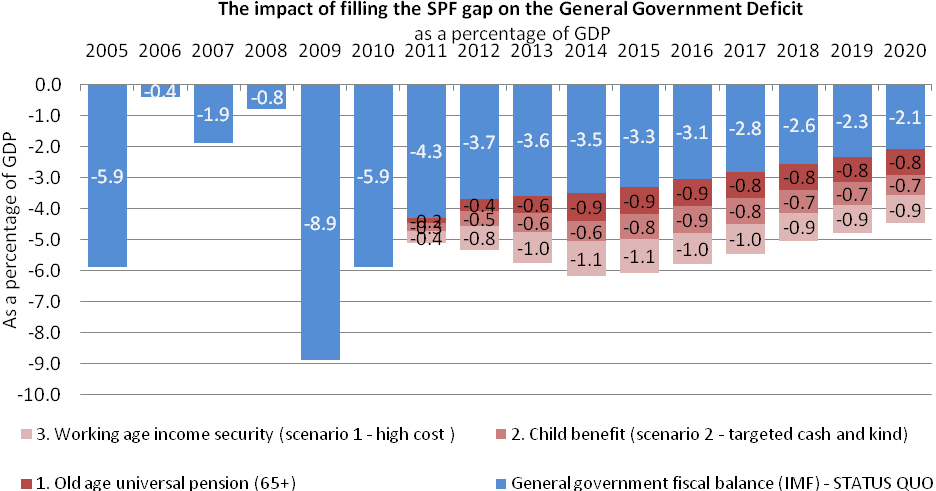 The impact of filling the SPF gap on the General Government Deficit
as a percentage of GDP
2005 2006 2007 2008 2009 2010 2011 2012 2013 2014 2015 2016 2017 2018 2019 2020
As a percentage of GDP
0.0
-1.0
-2.0
-3.0
-4.0
-5.0
-6.0
-7.0
-8.0
-9.0
-10.0
-5.9 -0.4 -1.9 -0.8 -8.9 -5.9 -4.3 -3.7 -3.6 -3.5 -3.3 -3.1 -2.8 -2.6 -2.3 -2.1
-0.4 -0.6 -0.9 -0.9 -0.9 -0.8 -0.8 -0.8 -0.8
-0.5 -0.6 -0.6 -0.8 -0.9 -0.8 -0.7 -0.7 -0.7
-0.4 -0.8 -1.0 -1.1 -1.1 -1.0 -1.0 -0.9 -0.9 -0.9
3. Working age income security (scenario 1 - high cost )
2. Child benefit (scenario 2 - targeted cash and kind)
1. Old age universal pension (65+)
General government fiscal balance (IMF) - STATUS QUO